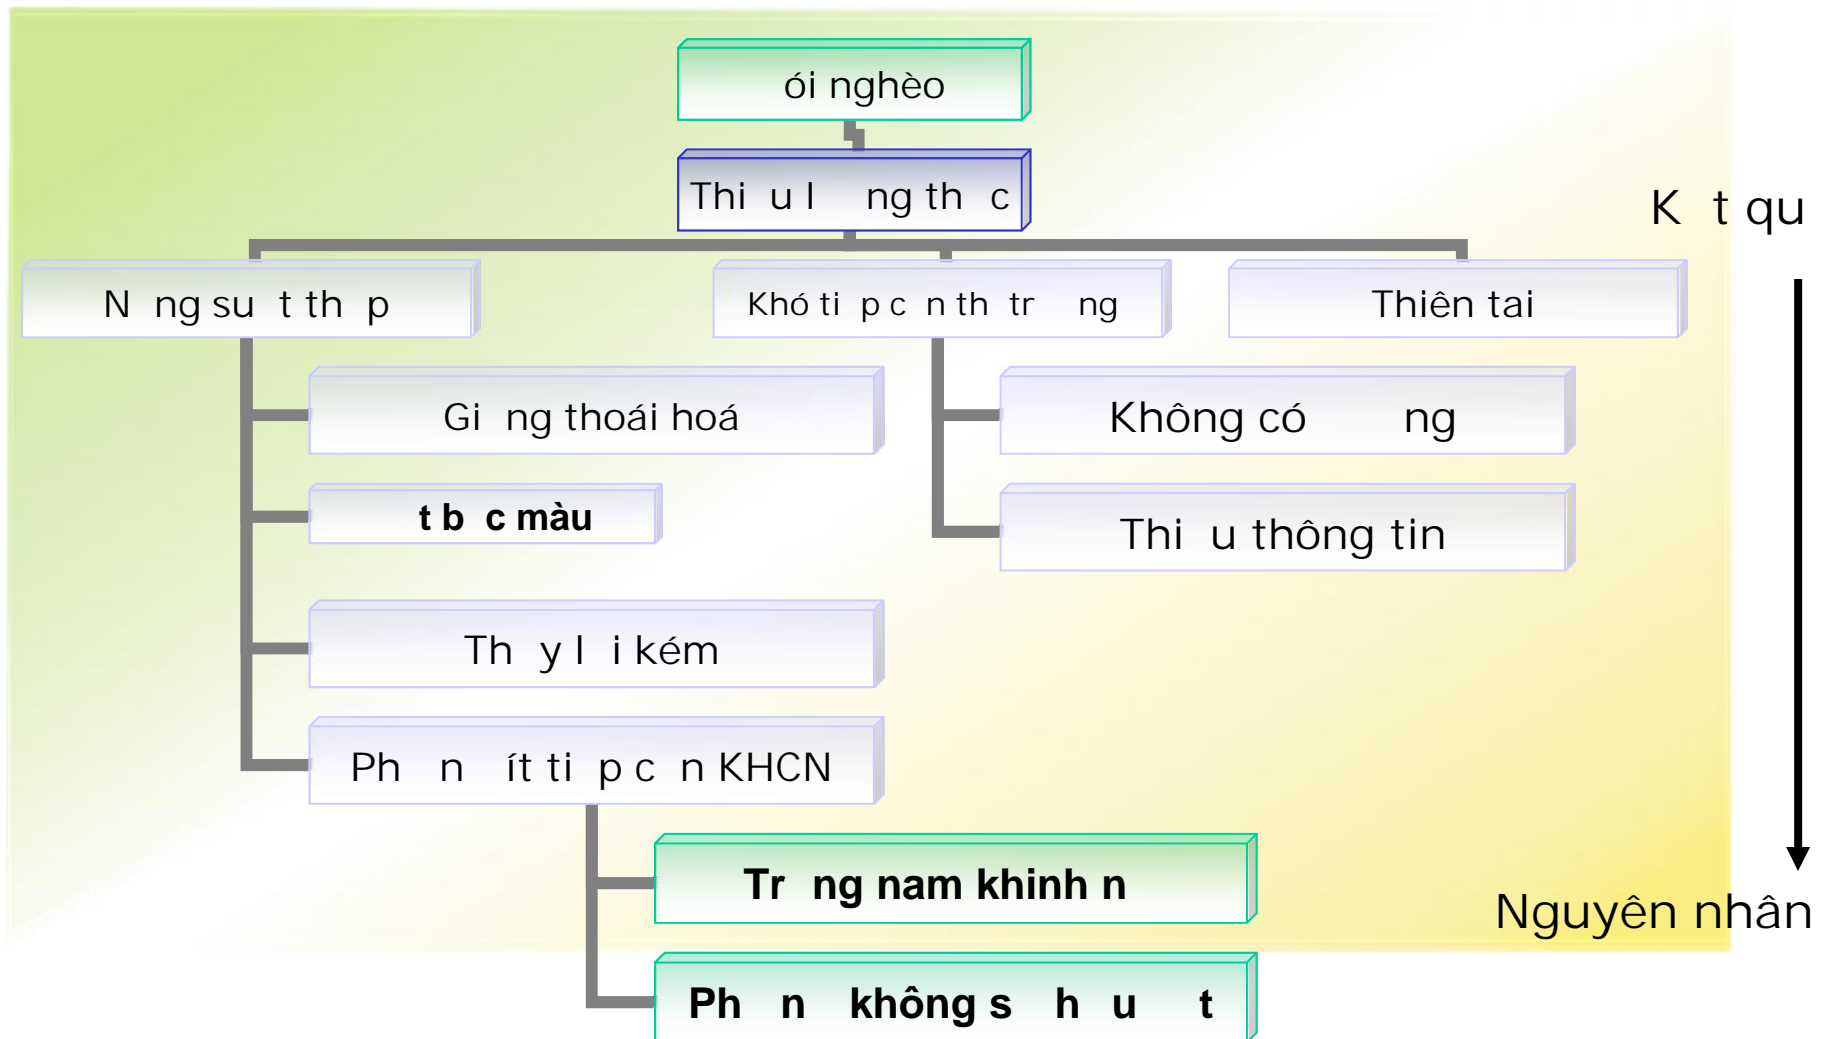 ói nghèo
Thi u l ng th c
K t qu
N ng su t th p
Khó ti p c n th tr ng
Thiên tai
Gi ng thoái hoá
Không có ng
t b c màu
Thi u thông tin
Th y l i kém
Ph n ít ti p c n KHCN
Tr ng nam khinh n
Nguyên nhân
Ph n không s h u t